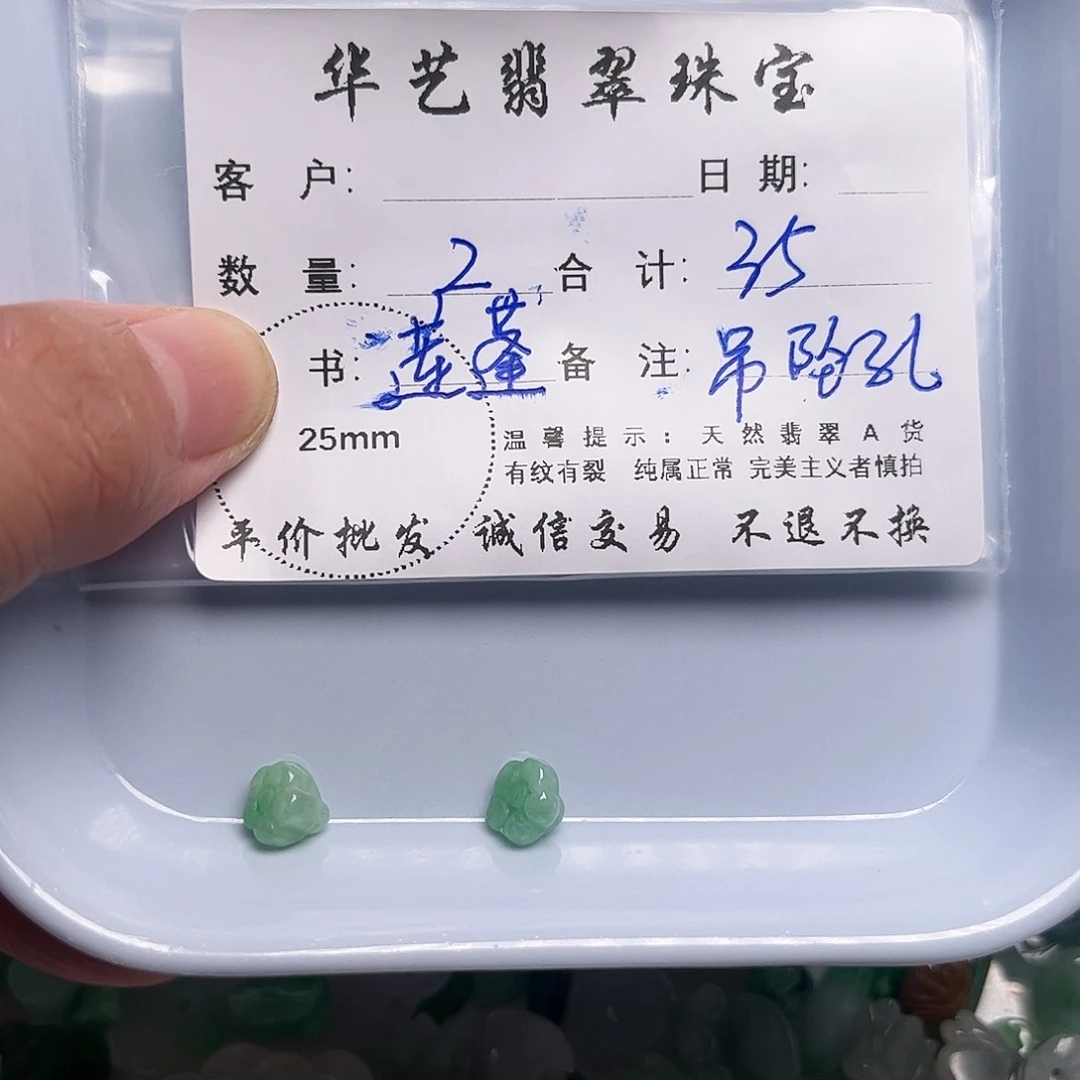 华艺翡翠珠宝
客户： 日期：
数量：2 合计：35
书：莲蓬 备注：吊坠孔
25mm
温馨提示：天然翡翠A货
有纹有裂 纯属正常 完美主义者慎拍
平价批发 诚信交易 不退不换